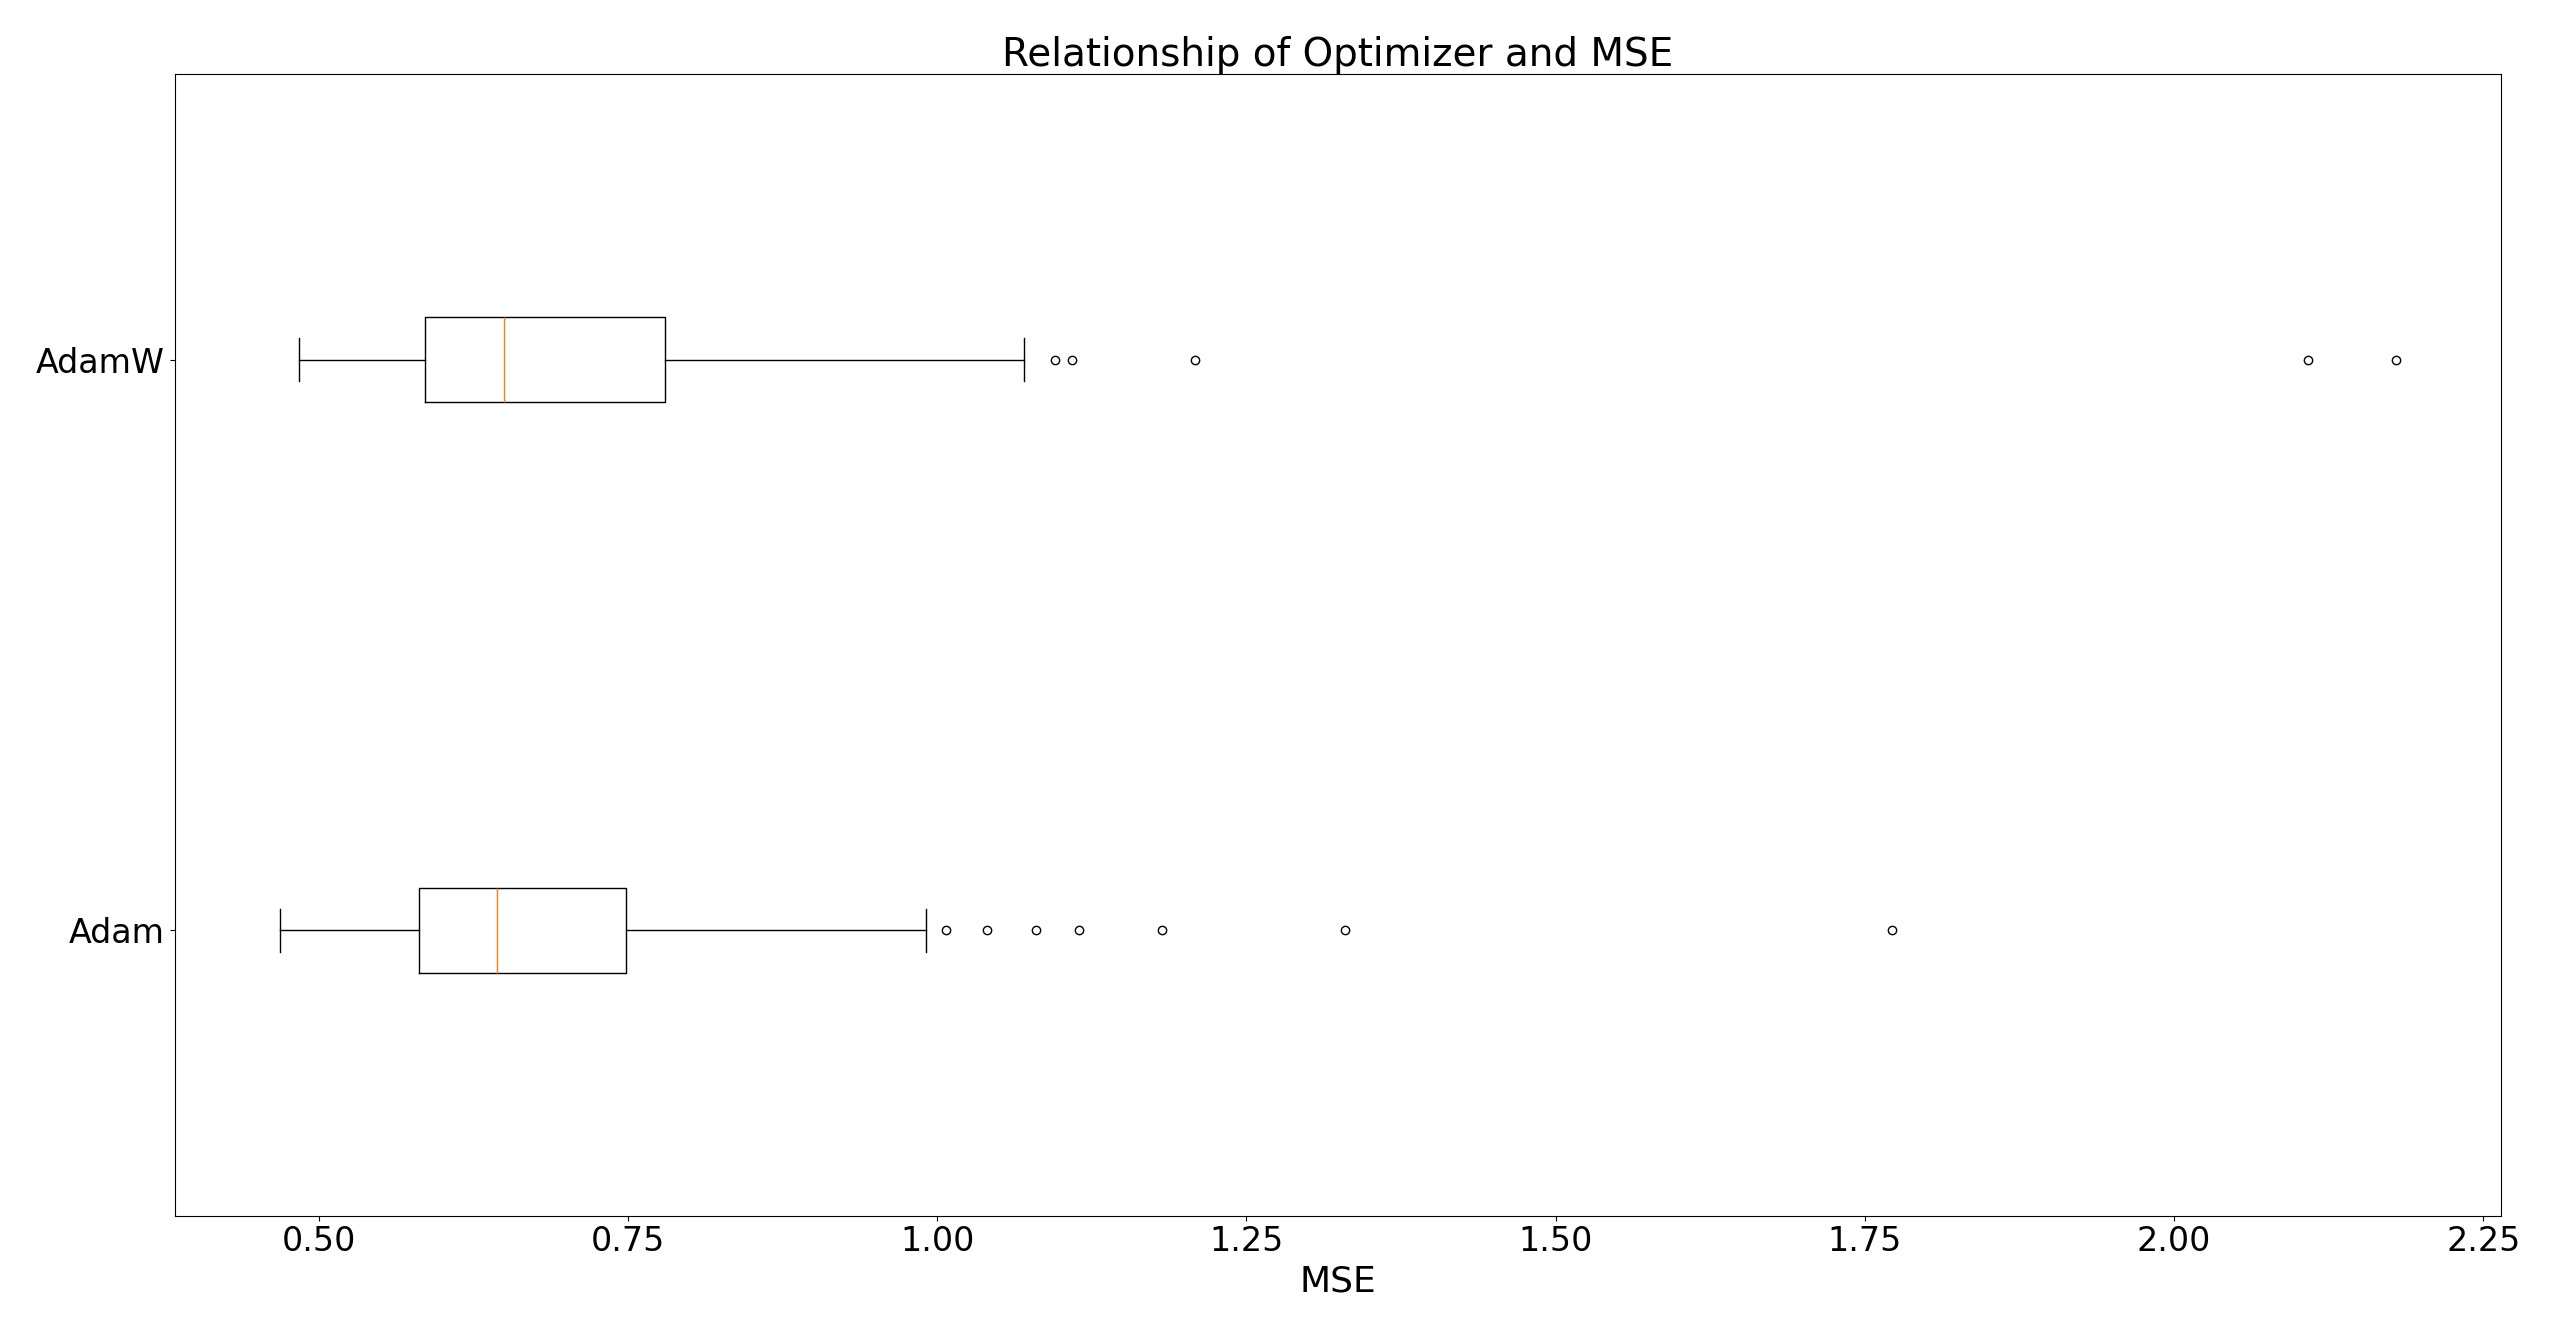 Relationship of Optimizer and MSE
AdamW
Adam
0.50 0.75 1.00 1.25 1.50 1.75 2.00 2.25
MSE